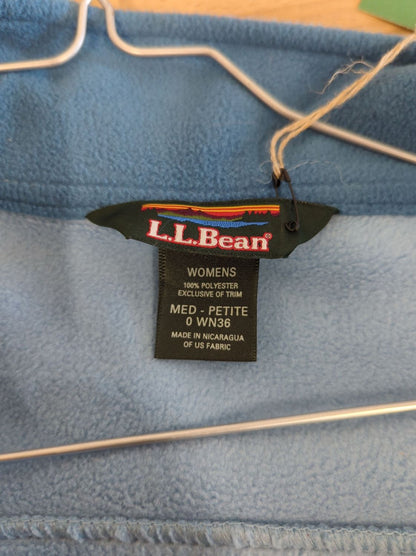 L.L.Bean®
WOMENS
100% POLYESTER
EXCLUSIVE OF TRIM
MED - PETITE
0 WN36
MADE IN NICARAGUA
OF US FABRIC